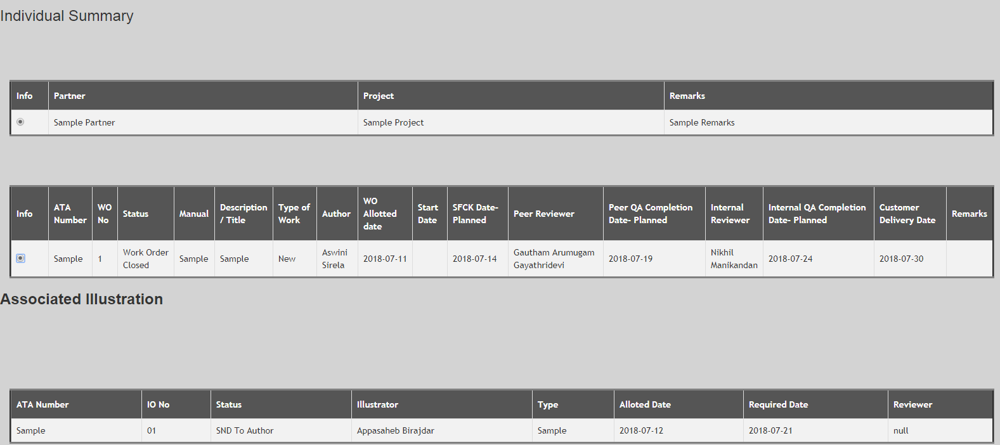 Individual Summary
Info Partner Project Remarks
Sample Partner Sample Project Sample Remarks
Info ATA Number WO No Status Manual Description / Title Type of Work Author WO Allotted date Start Date SFCK Date- Planned Peer Reviewer Peer QA Completion Date- Planned Internal Reviewer Internal QA Completion Date- Planned Customer Delivery Date Remarks
Sample 1 Work Order Closed Sample Sample New Aswini Sirela 2018-07-11 2018-07-14 Gautham Arumugam Gayathridevi 2018-07-19 Nikhil Manikandan 2018-07-24 2018-07-30
Associated Illustration
ATA Number IO No Status Illustrator Type Alloted Date Required Date Reviewer
Sample 01 SND To Author Appasaheb Birajdar Sample 2018-07-12 2018-07-21 null